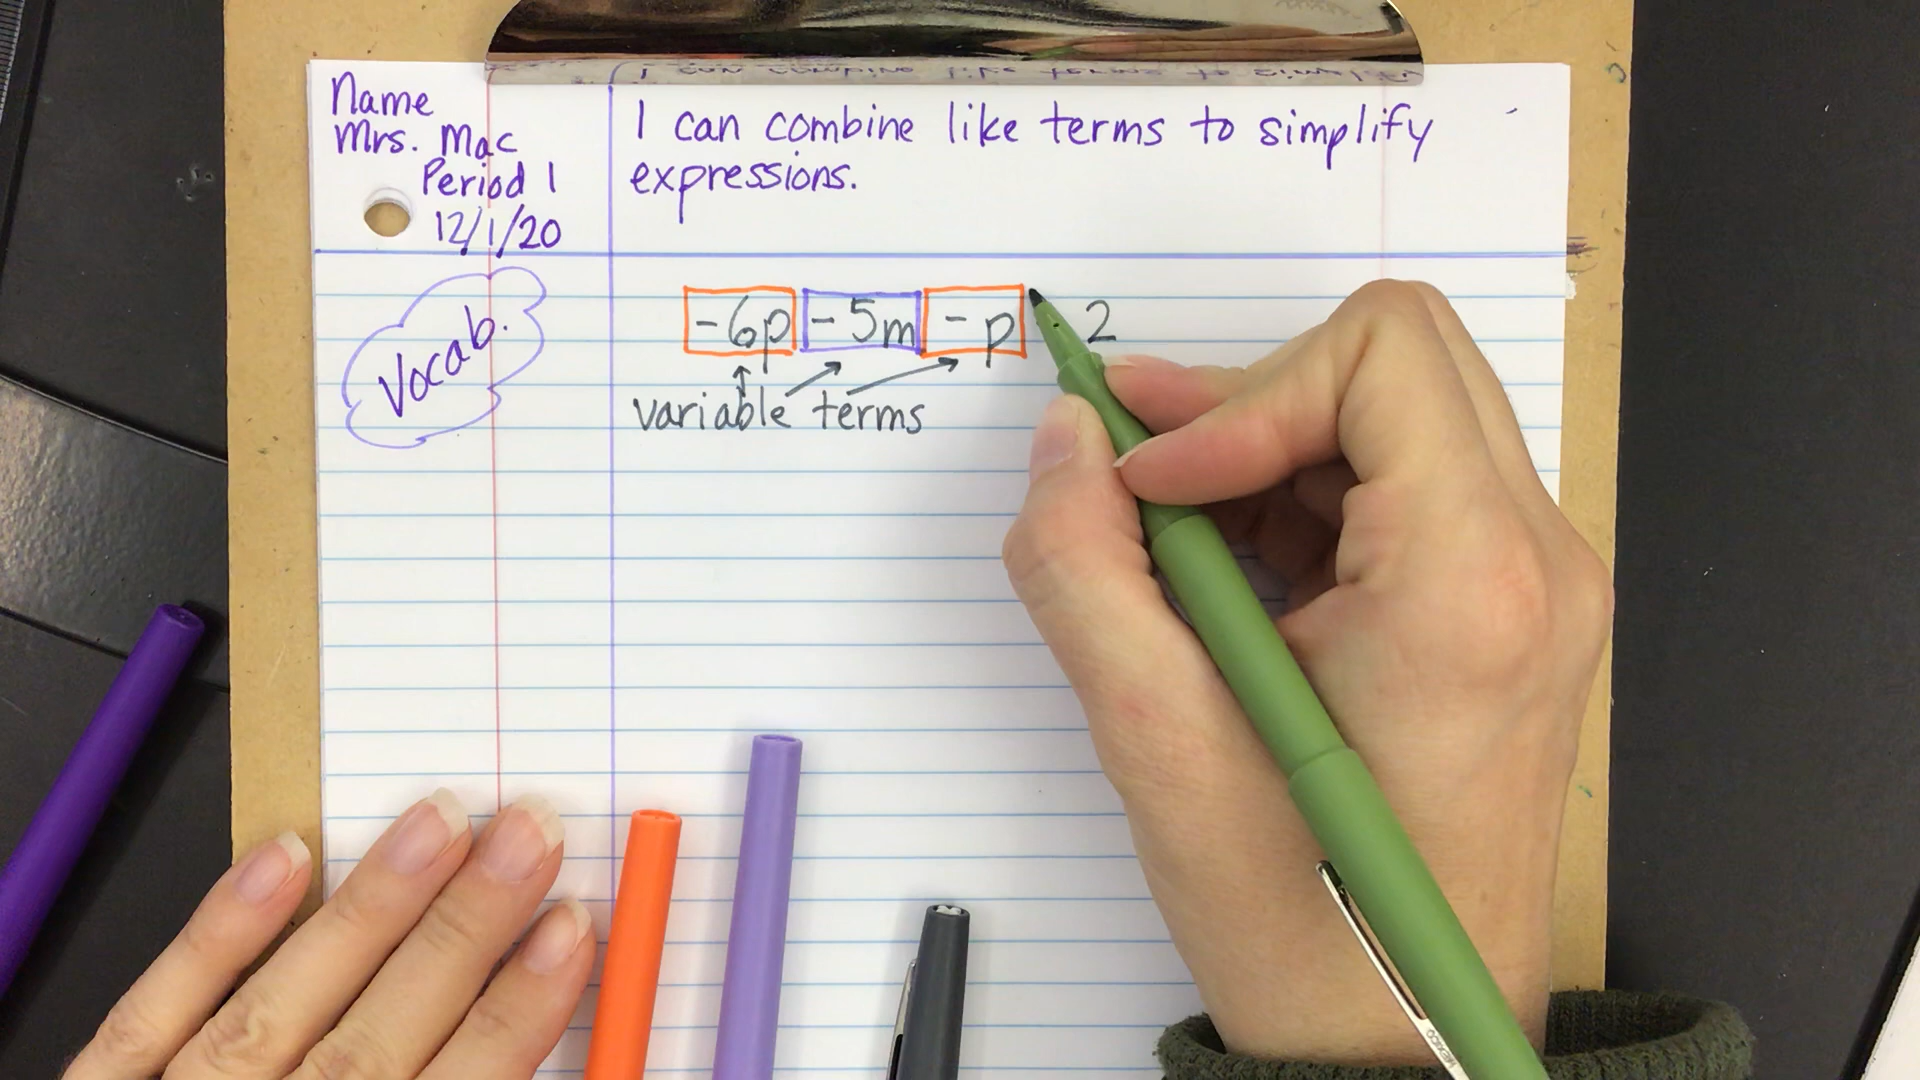 Name
Mrs. Mac
Period 1
12/1/20
I can combine like terms to simplify
expressions.
Vocab.
-6p - 5m - p 2
variable terms
MEXICO